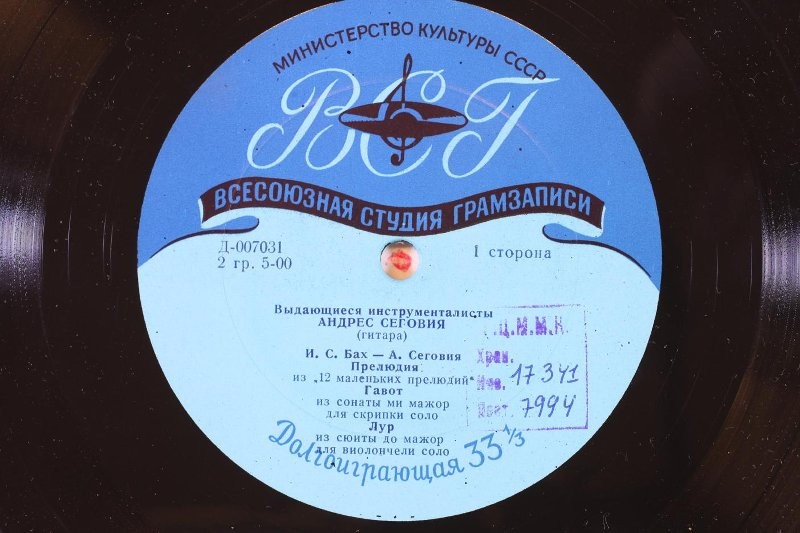 МИНИСТЕРСТВО КУЛЬТУРЫ СССР
ВСГ
ВСЕСОЮЗНАЯ СТУДИЯ ГРАМЗАПИСИ
Д-007031
2 гр. 5-00
1 сторона
Выдающиеся инструменталисты
АНДРЕС СЕГОВИЯ
(гитара)
И. С. Бах — А. Сеговия
Прелюдия
из „12 маленьких прелюдий"
Гавот
из сонаты ми мажор
для скрипки соло
Лур
из сюиты до мажор
для виолончели соло
Долгоиграющая 33 1/3
Г.Ц.М.М.К.
Хран.
Инв. 17341
7994